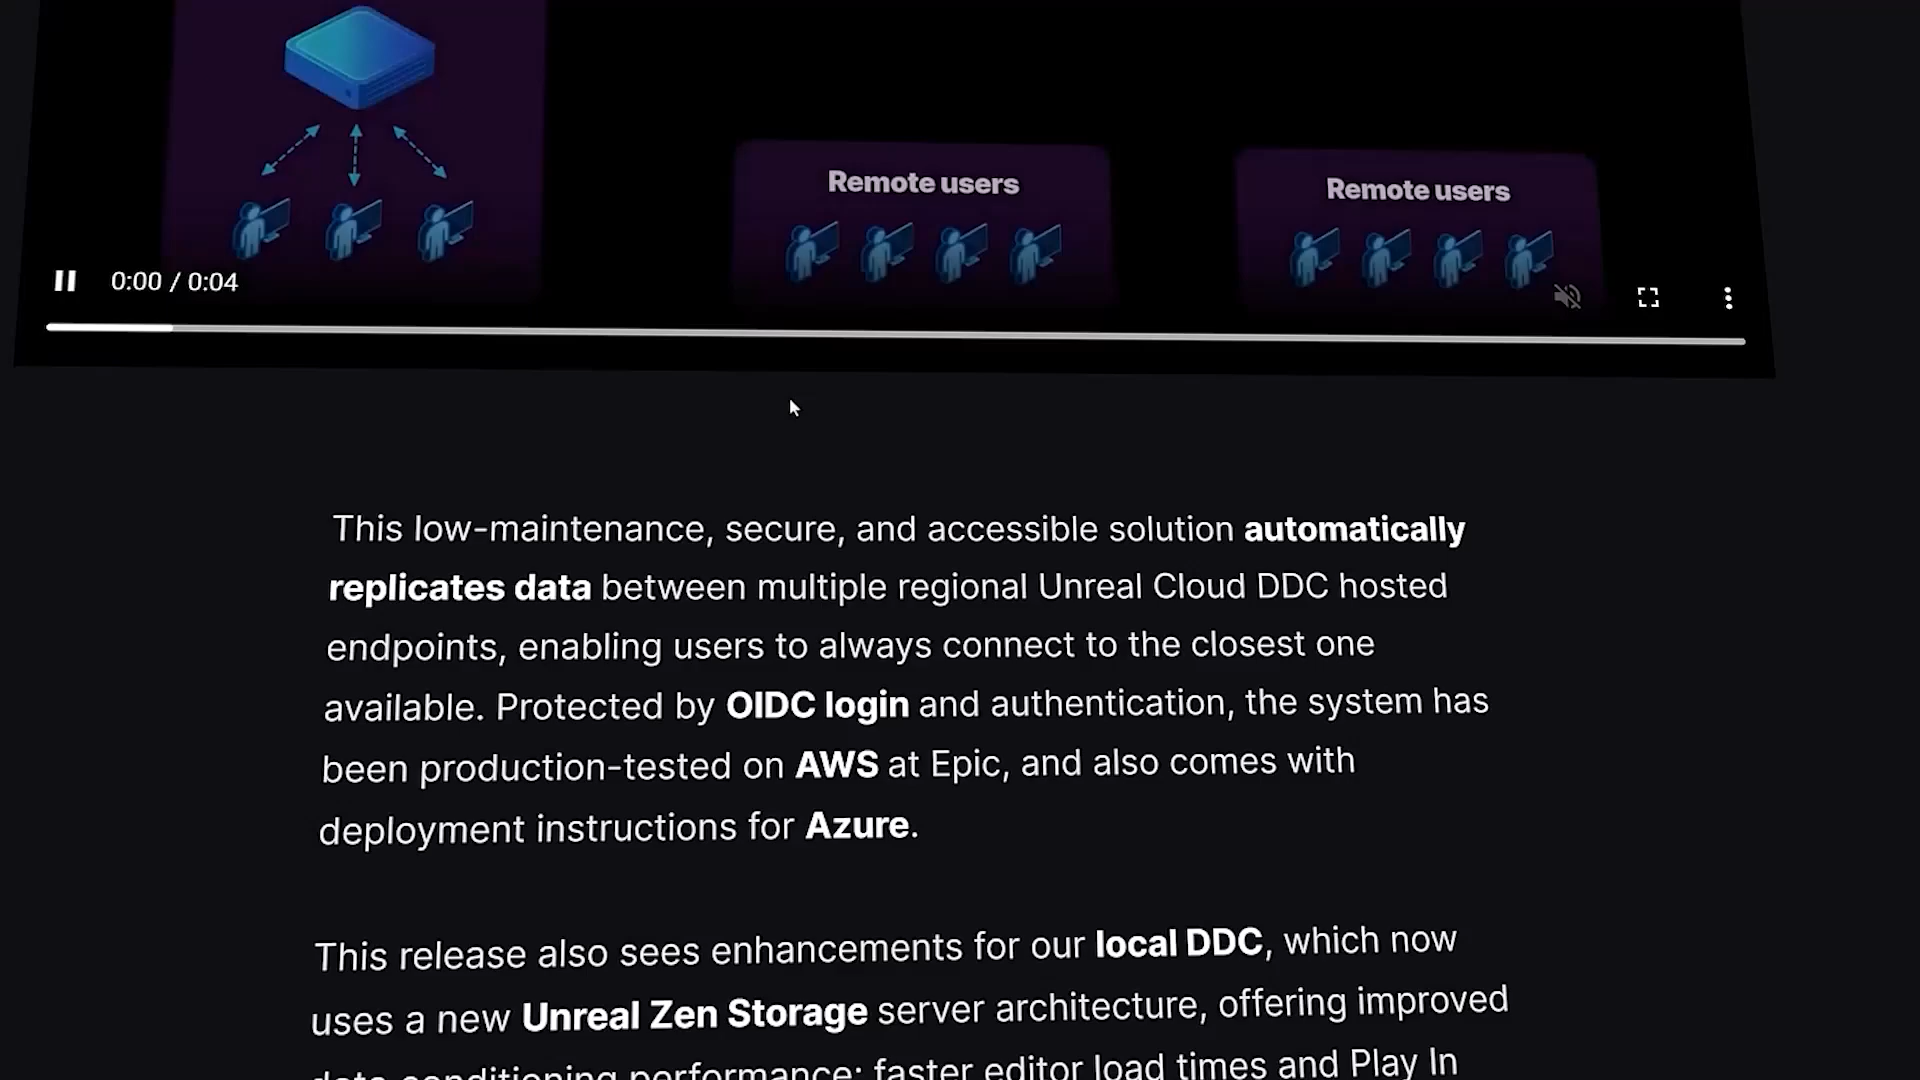 Remote users
Remote users
0:00 / 0:04
This low-maintenance, secure, and accessible solution automatically
replicates data between multiple regional Unreal Cloud DDC hosted
endpoints, enabling users to always connect to the closest one
available. Protected by OIDC login and authentication, the system has
been production-tested on AWS at Epic, and also comes with
deployment instructions for Azure.
This release also sees enhancements for our local DDC, which now
uses a new Unreal Zen Storage server architecture, offering improved
data conditioning performance; faster editor load times and Play In